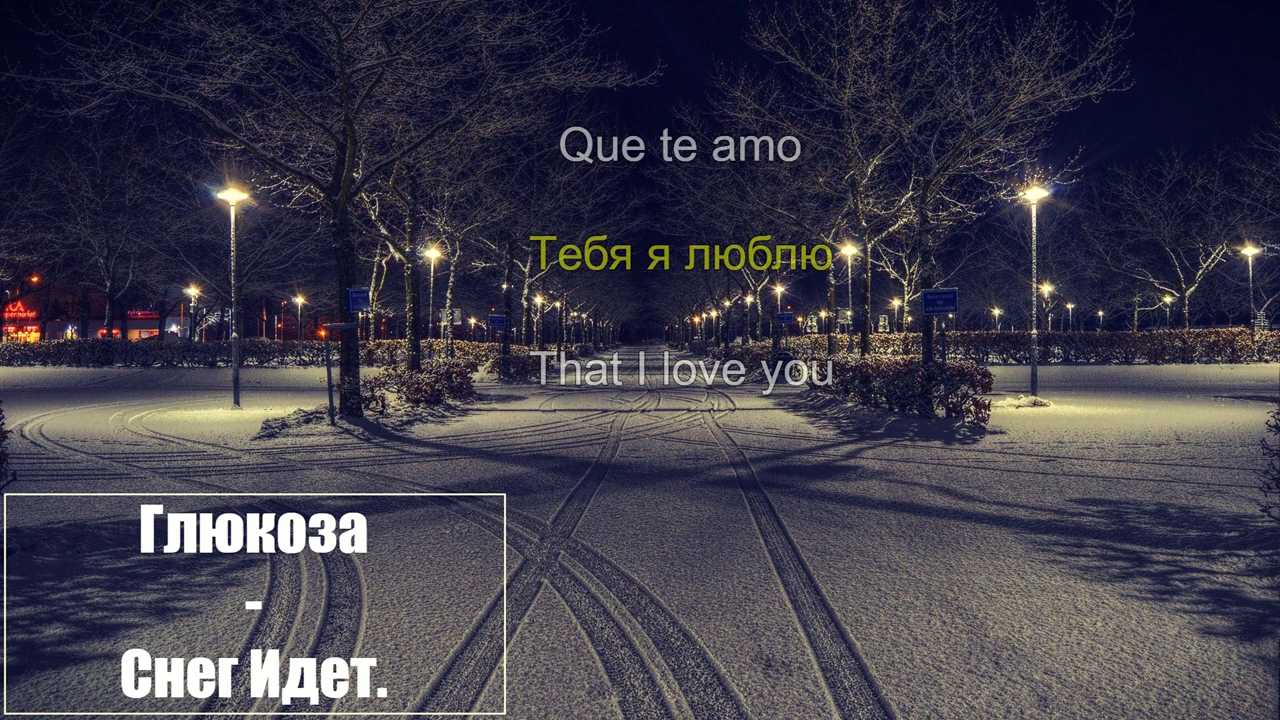 Que te amo
Тебя я люблю
That I love you
Глюкоза
-
Снег Идет.